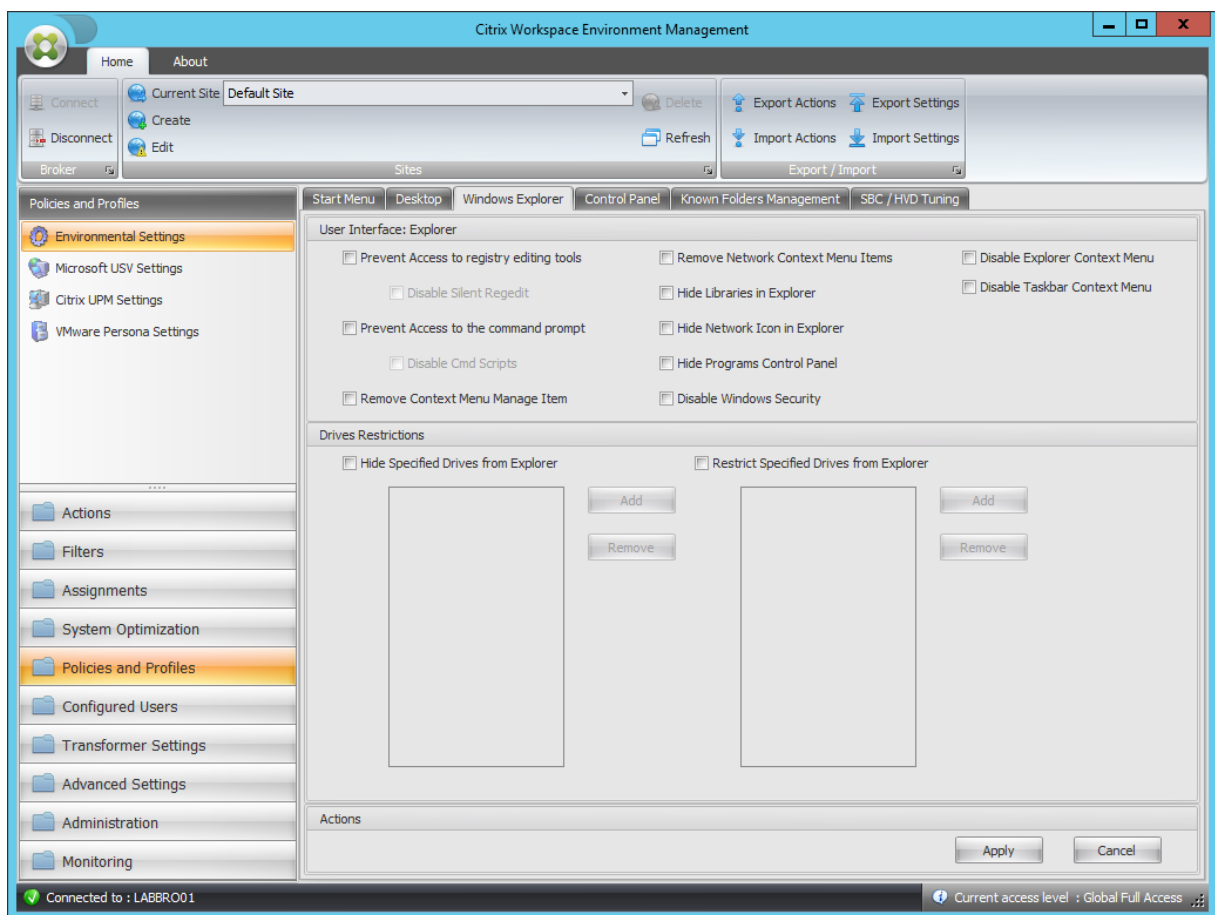 Citrix Workspace Environment Management
Home About
Connect
Disconnect
Broker
Current Site Default Site
Create
Edit
Delete
Refresh
Sites
Export Actions Export Settings
Import Actions Import Settings
Export / Import
Policies and Profiles
Environmental Settings
Microsoft USV Settings
Citrix UPM Settings
VMware Persona Settings
Actions
Filters
Assignments
System Optimization
Policies and Profiles
Configured Users
Transformer Settings
Advanced Settings
Administration
Monitoring
Start Menu Desktop Windows Explorer Control Panel Known Folders Management SBC / HVD Tuning
User Interface: Explorer
Prevent Access to registry editing tools Remove Network Context Menu Items Disable Explorer Context Menu
Disable Silent Regedit Hide Libraries in Explorer Disable Taskbar Context Menu
Prevent Access to the command prompt Hide Network Icon in Explorer
Disable Cmd Scripts Hide Programs Control Panel
Remove Context Menu Manage Item Disable Windows Security
Drives Restrictions
Hide Specified Drives from Explorer Restrict Specified Drives from Explorer
Add Add
Remove Remove
Actions
Apply Cancel
Connected to : LABBRO01 Current access level : Global Full Access